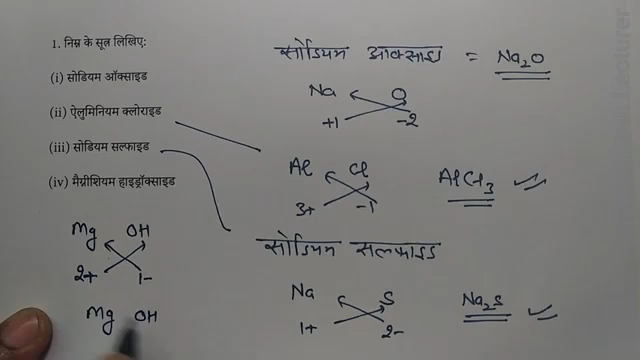 1. निम्न के सूत्र लिखिए:
(i) सोडियम ऑक्साइड
(ii) ऐलुमिनियम क्लोराइड
(iii) सोडियम सल्फाइड
(iv) मैग्नीशियम हाइड्रॉक्साइड
Mg OH
2+ 1-
Mg OH
सोडियम आक्साइड = Na₂O
Na O
+1 -2
Al Cl AlCl₃
3+ -1
सोडियम सल्फाइड
Na S Na₂S
1+ 2-
Lecturer